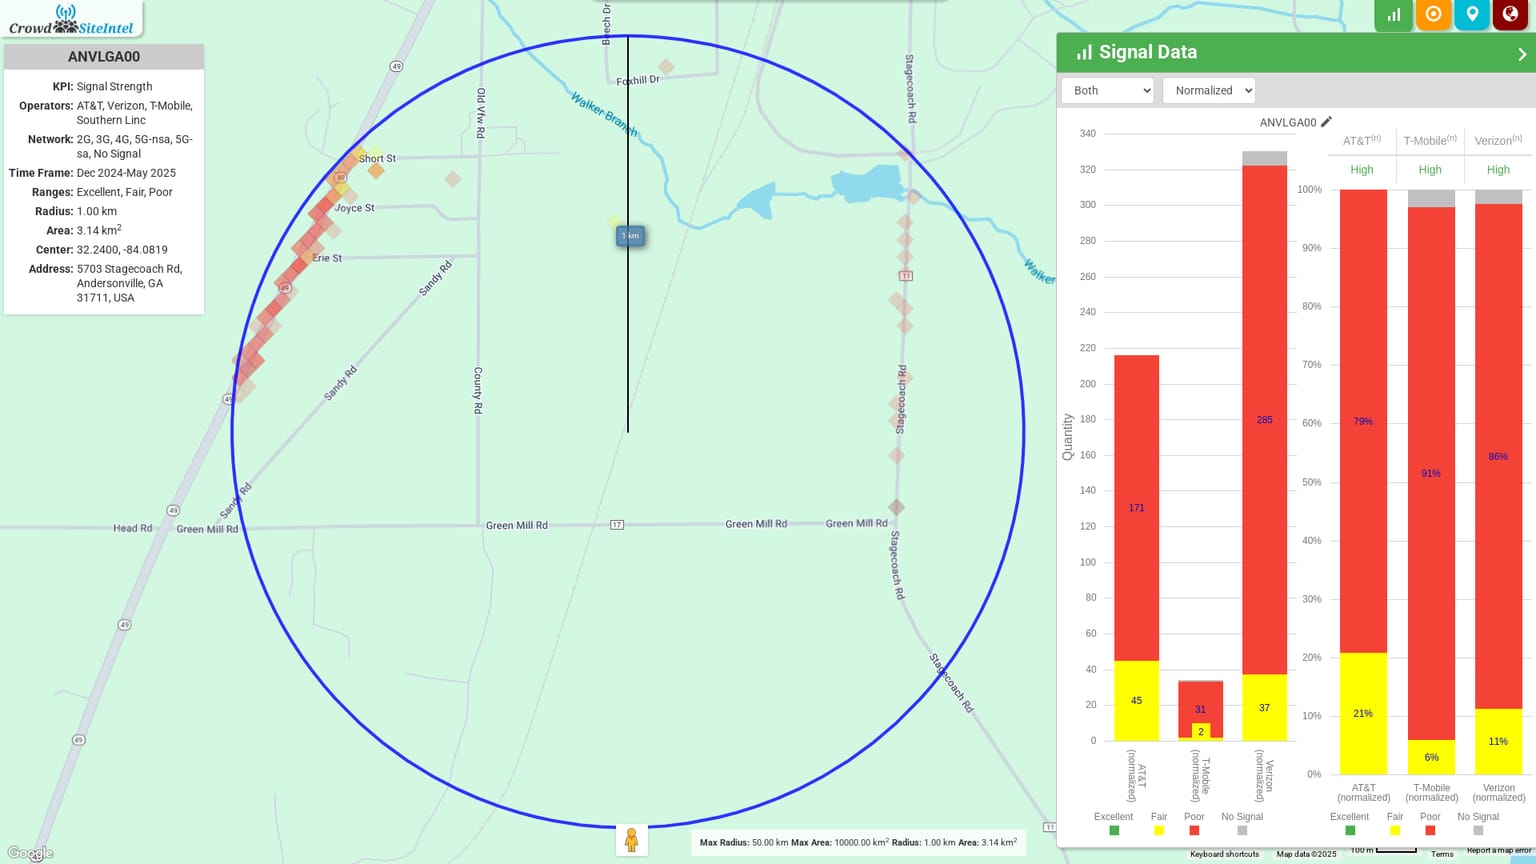 CrowdSiteIntel
ANVLGA00
KPI: Signal Strength
Operators: AT&T, Verizon, T-Mobile,
Southern Linc
Network: 2G, 3G, 4G, 5G-nsa, 5G-
sa, No Signal
Time Frame: Dec 2024-May 2025
Ranges: Excellent, Fair, Poor
Radius: 1.00 km
Area: 3.14 km²
Center: 32.2400, -84.0819
Address: 5703 Stagecoach Rd,
Andersonville, GA
31711, USA
Beech Dr
Foxhill Dr
49
Old Vfw Rd
Walker Branch
Stagecoach Rd
Short St
49
Joyce St
1 km
Erie St
Sandy Rd
Walker
11
49
Sandy Rd
County Rd
Stagecoach Rd
49
Sandy Rd
49
Head Rd
Green Mill Rd
Green Mill Rd
17
Green Mill Rd
Green Mill Rd
Stagecoach Rd
49
Stagecoach Rd
49
11
49
Google
Max Radius: 50.00 km Max Area: 10000.00 km² Radius: 1.00 km Area: 3.14 km²
Signal Data
Both
Normalized
ANVLGA00
340
320
300
280
260
240
220
200
180
160
140
120
100
80
60
40
20
0
Quantity
171
45
31
2
285
37
AT&T
(normalized)
T-Mobile
(normalized)
Verizon
(normalized)
Excellent Fair Poor No Signal
AT&T(n) T-Mobile(n) Verizon(n)
High High High
100%
90%
80%
70%
60%
50%
40%
30%
20%
10%
0%
79%
21%
91%
6%
86%
11%
AT&T
(normalized)
T-Mobile
(normalized)
Verizon
(normalized)
Excellent Fair Poor No Signal
Keyboard shortcuts Map data ©2025 100 m Terms Report a map error